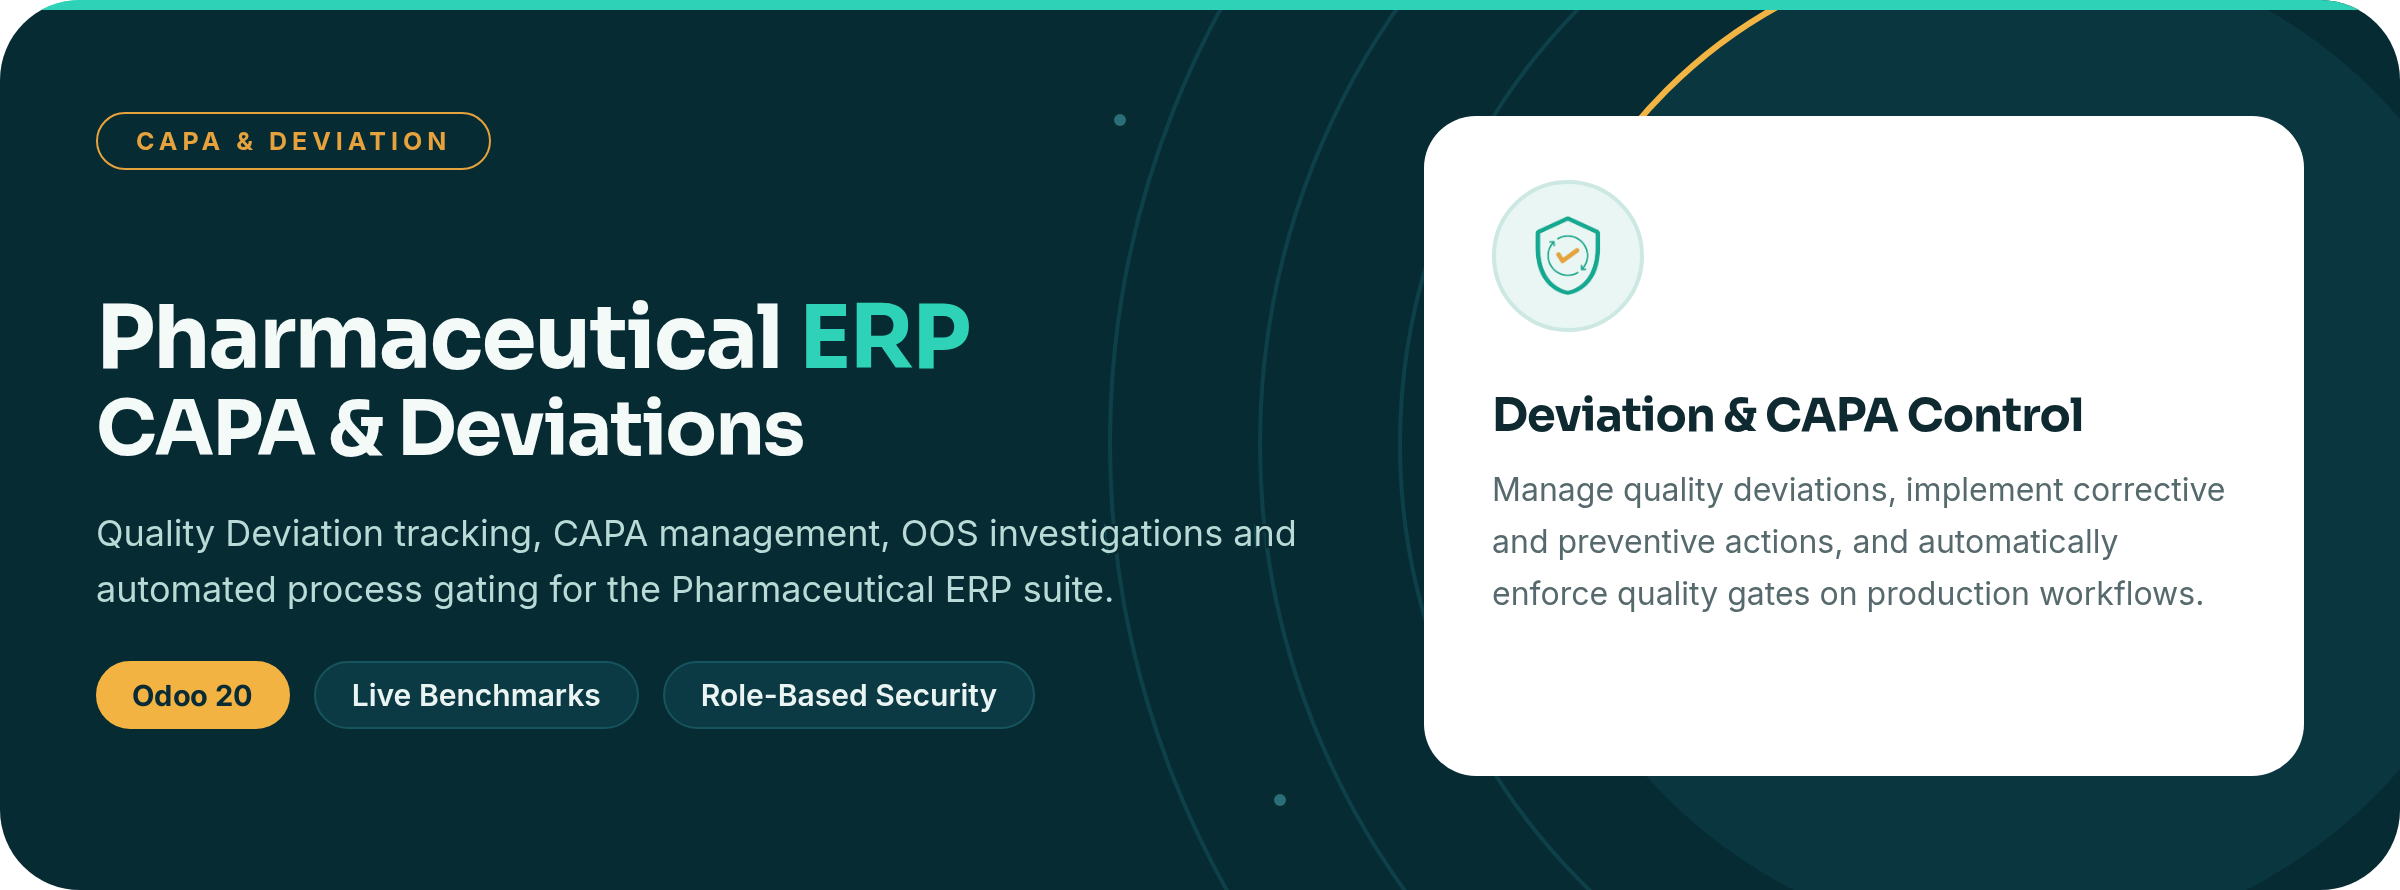 CAPA & DEVIATION
Pharmaceutical ERP
CAPA & Deviations
Quality Deviation tracking, CAPA management, OOS investigations and
automated process gating for the Pharmaceutical ERP suite.
Odoo 20
Live Benchmarks
Role-Based Security
Deviation & CAPA Control
Manage quality deviations, implement corrective
and preventive actions, and automatically
enforce quality gates on production workflows.